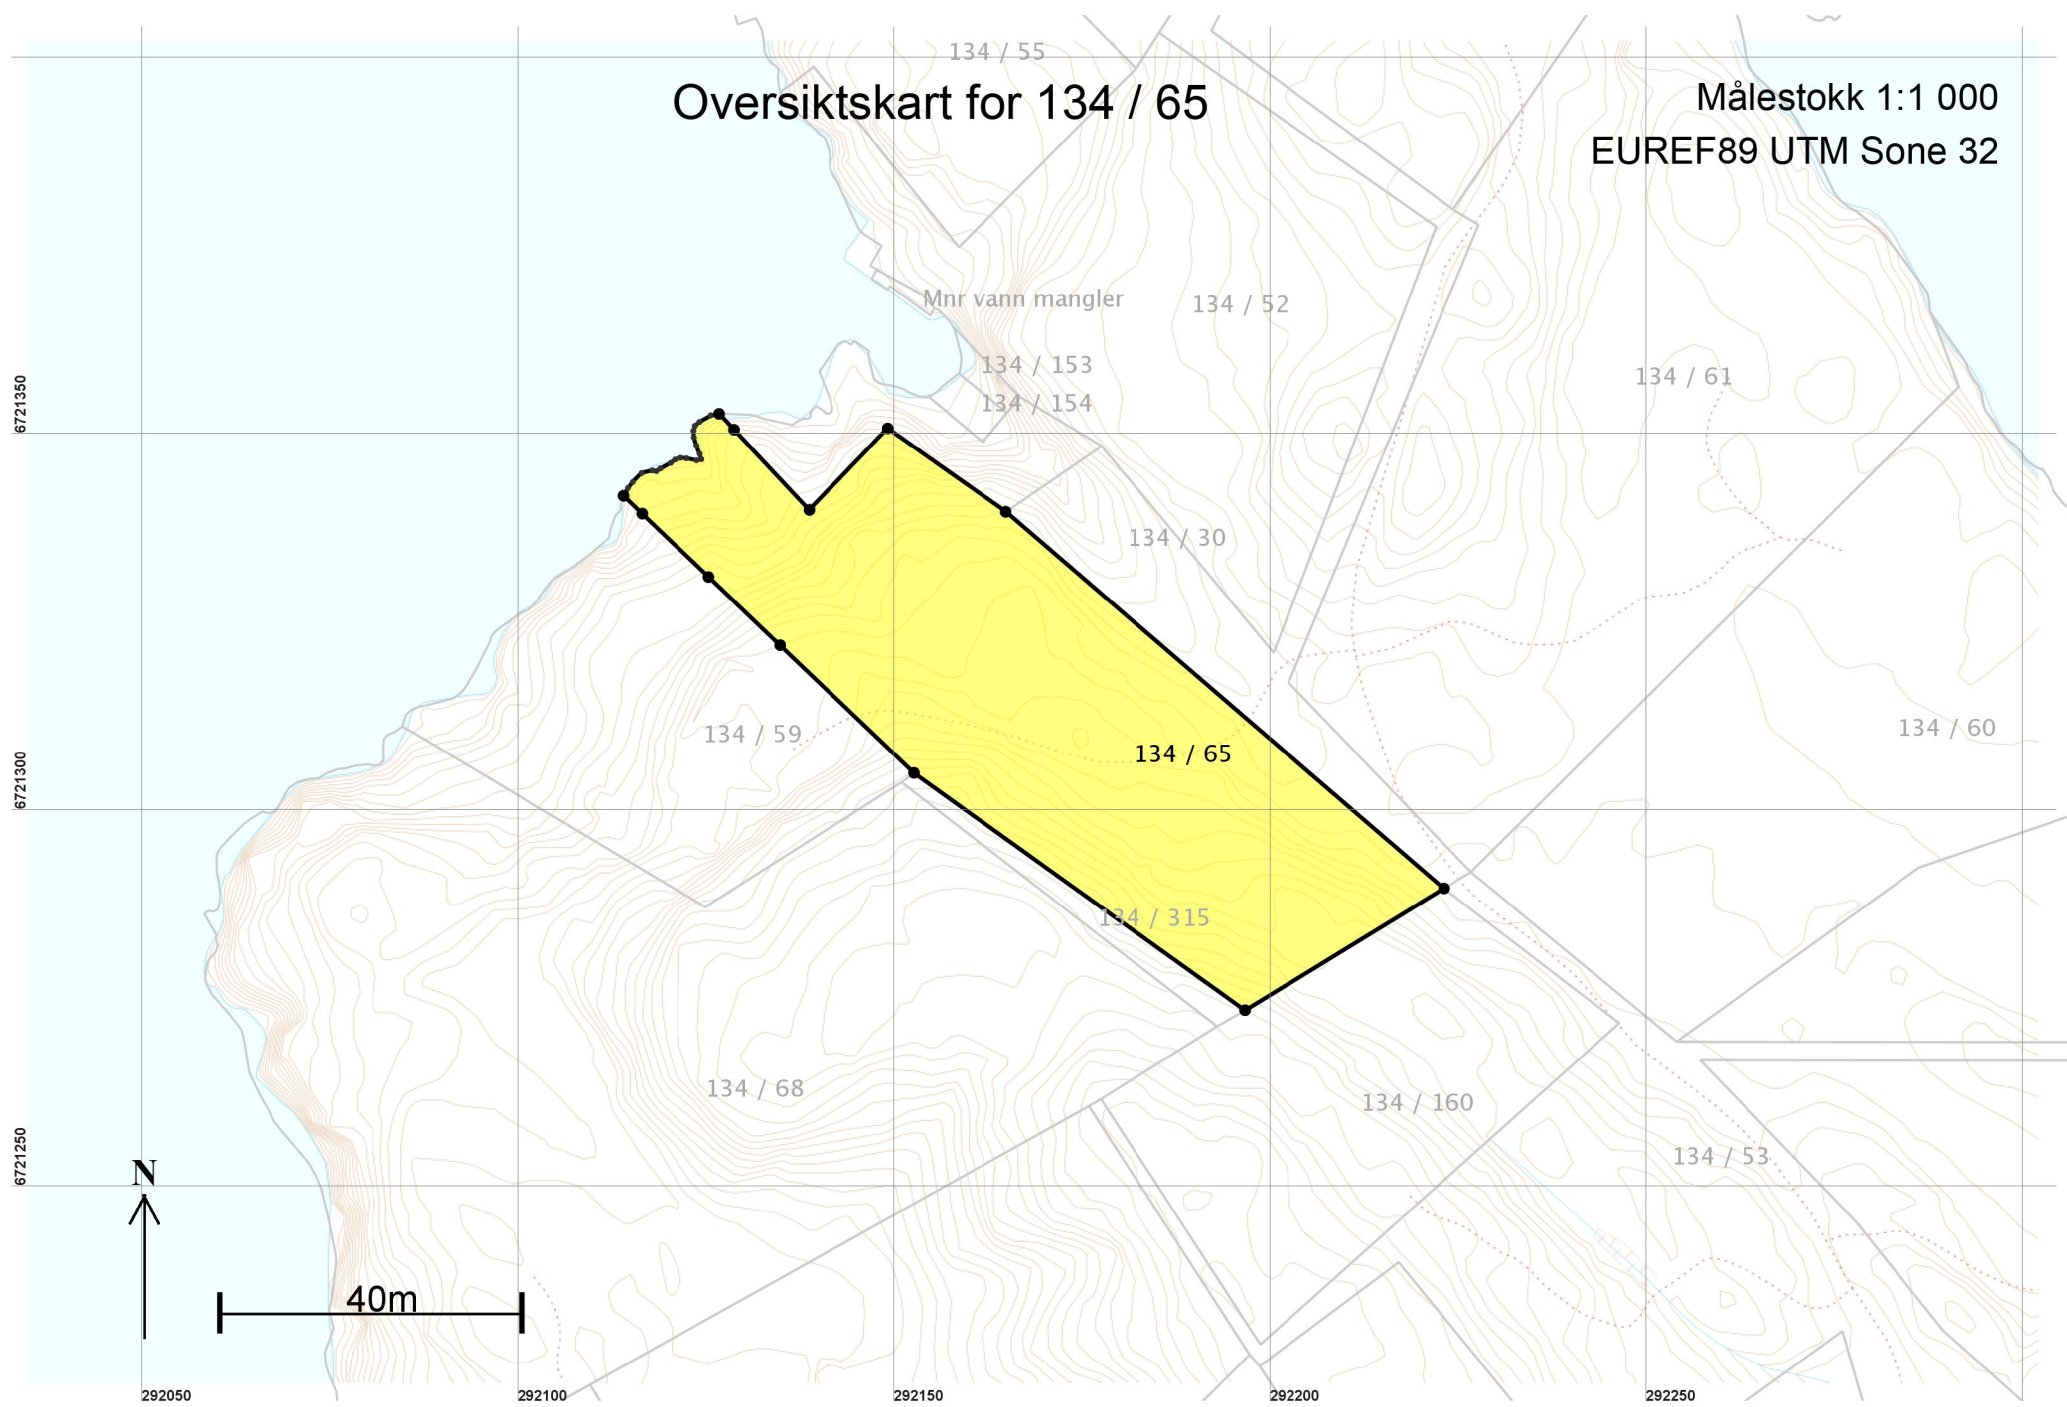 134 / 55
Oversiktskart for 134 / 65
Målestokk 1:1 000
EUREF89 UTM Sone 32
Mnr vann mangler
134 / 52
134 / 153
134 / 61
134 / 154
6721350
134 / 30
134 / 59
134 / 65
134 / 60
6721300
134 / 315
134 / 68
134 / 160
134 / 53
6721250
N
40m
292050
292100
292150
292200
292250